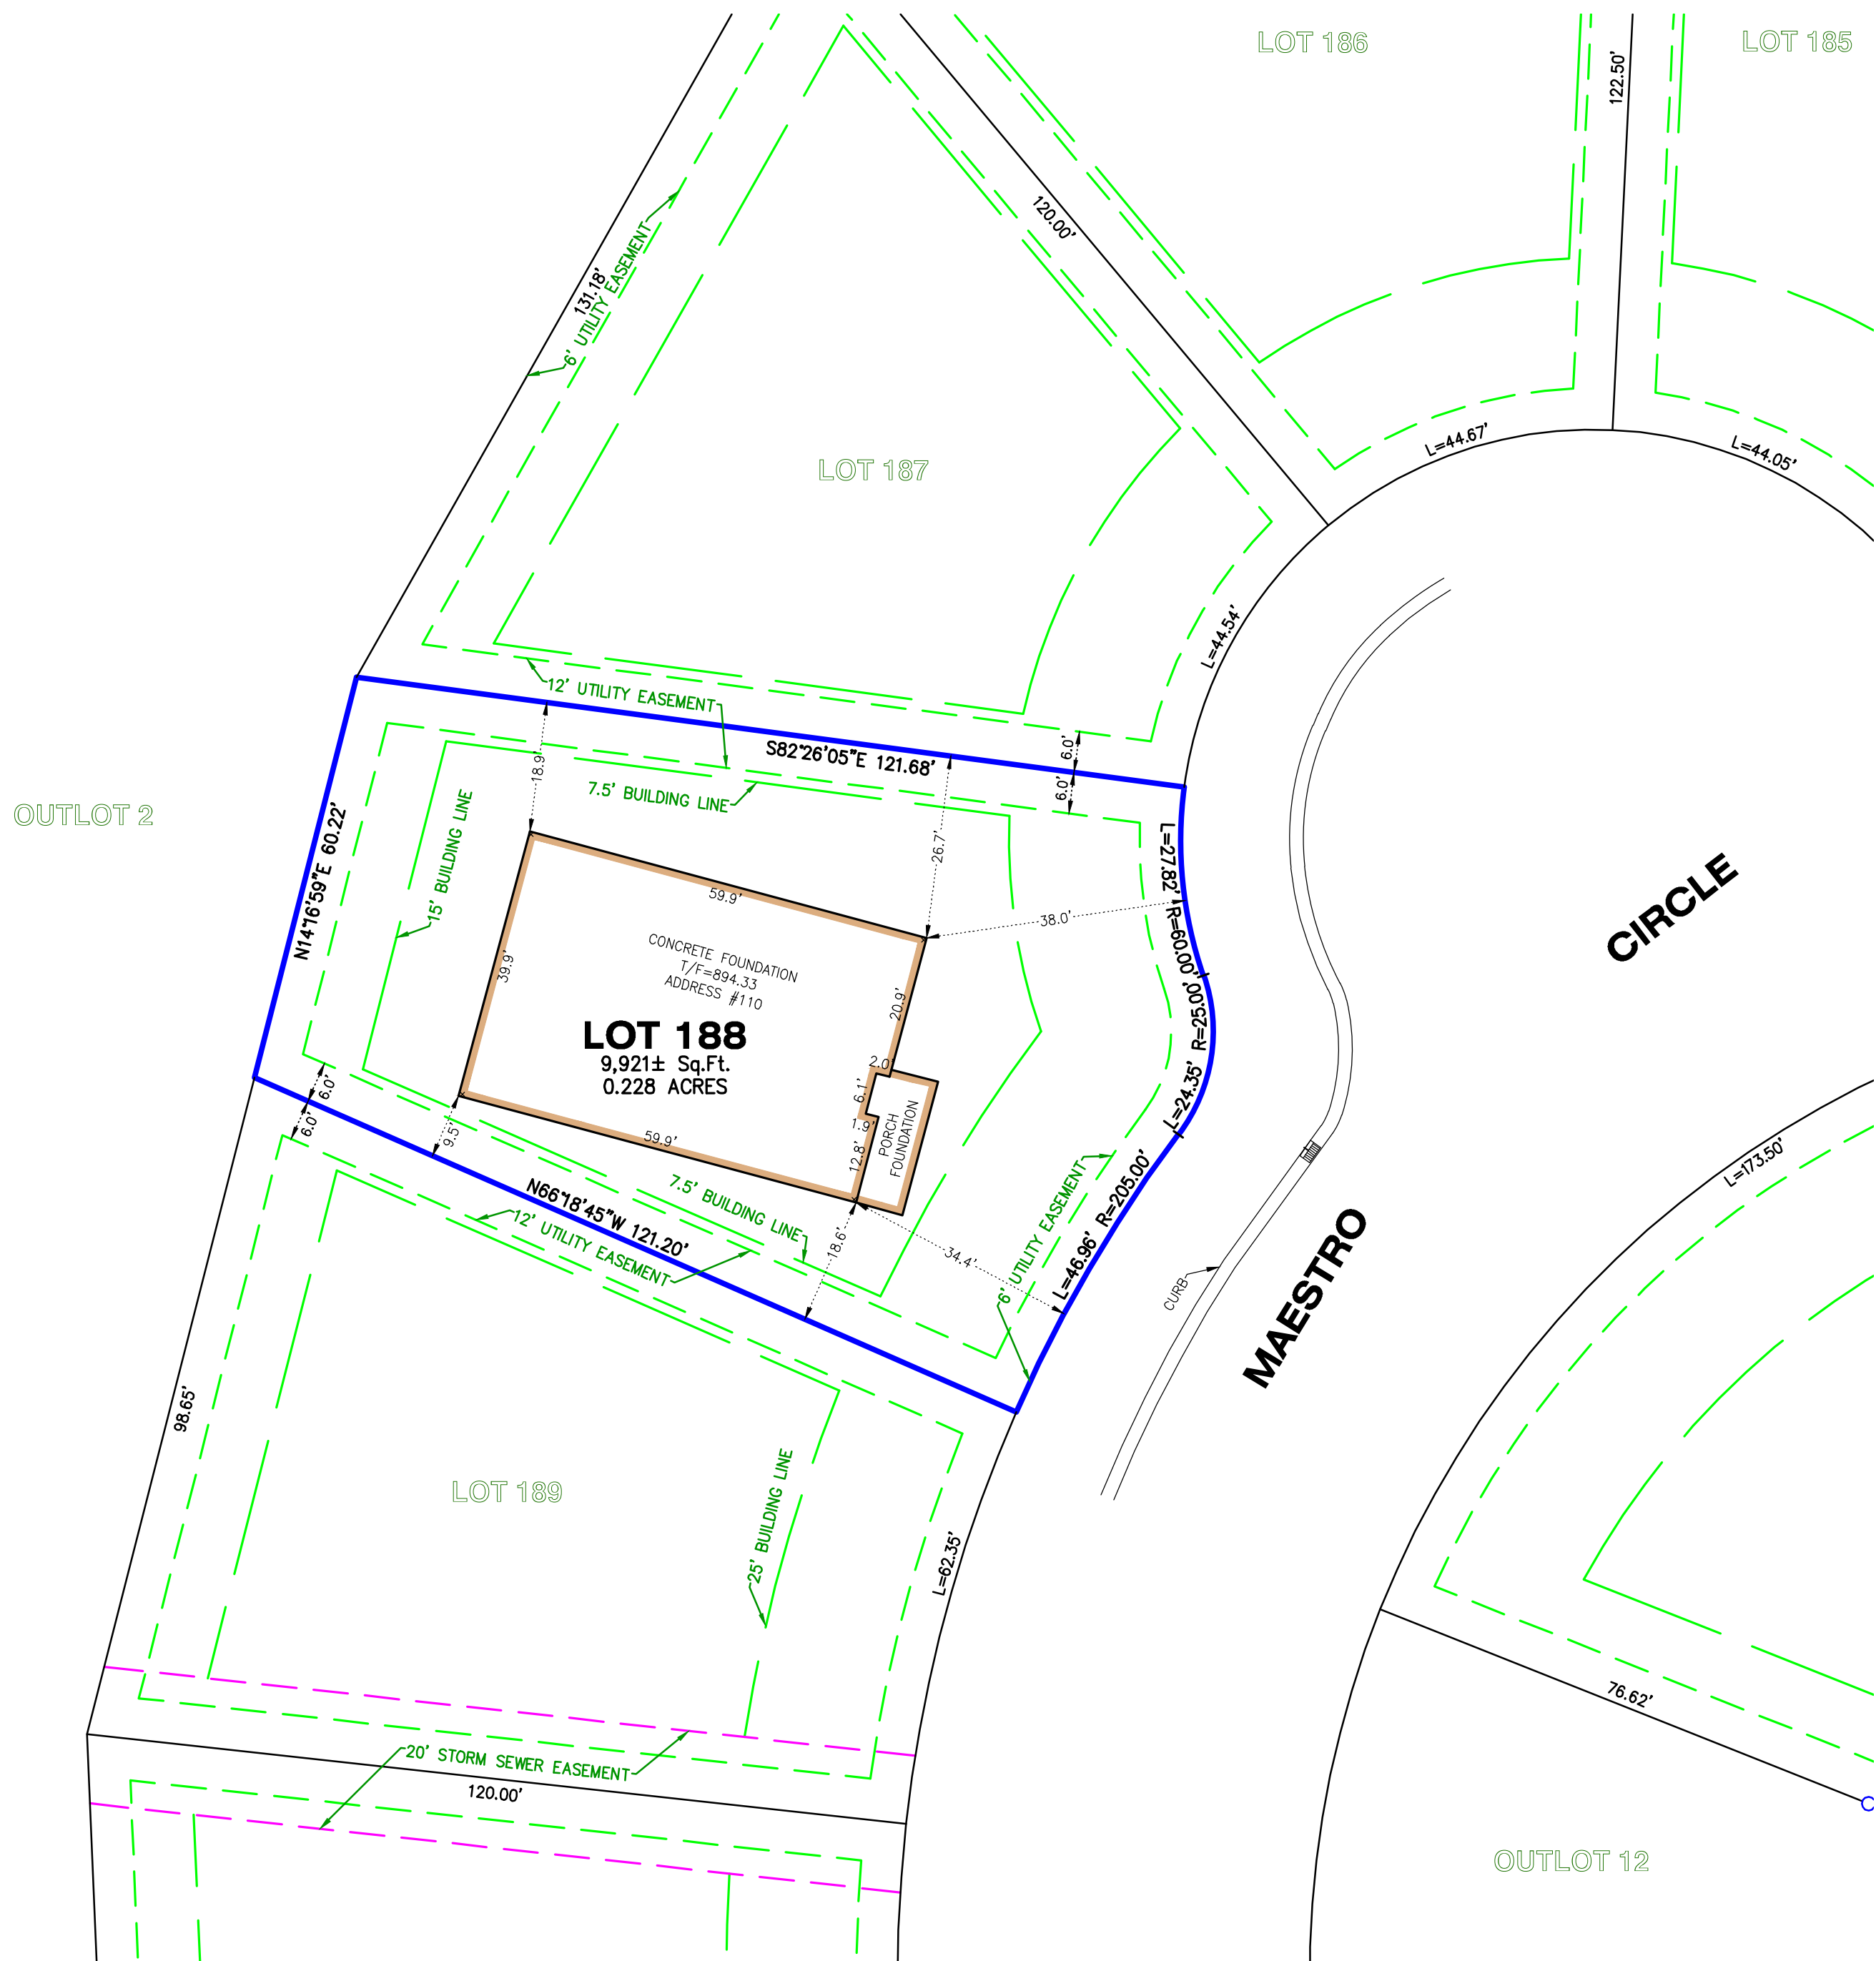 LOT 186
LOT 185
122.50'
120.00'
131.18'
6' UTILITY EASEMENT
LOT 187
L=44.67'
L=44.05'
L=44.54'
12' UTILITY EASEMENT
S82°26'05"E 121.68'
6.0'
6.0'
18.9'
7.5' BUILDING LINE
OUTLOT 2
N14°16'59"E 60.22'
15' BUILDING LINE
26.7'
L=27.82' R=60.00'
59.9'
38.0'
CIRCLE
CONCRETE FOUNDATION
T/F=894.33
ADDRESS #110
39.9'
20.9'
LOT 188
9,921± Sq.Ft.
0.228 ACRES
2.0'
6.1'
1.9'
12.8'
PORCH
FOUNDATION
L=24.35' R=25.00'
6.0'
6.0'
9.5'
59.9'
7.5' BUILDING LINE
N66°18'45"W 121.20'
12' UTILITY EASEMENT
18.6'
34.4'
6' UTILITY EASEMENT
L=46.96' R=205.00'
CURB
MAESTRO
L=173.50'
98.65'
LOT 189
25' BUILDING LINE
L=62.35'
76.62'
20' STORM SEWER EASEMENT
120.00'
OUTLOT 12